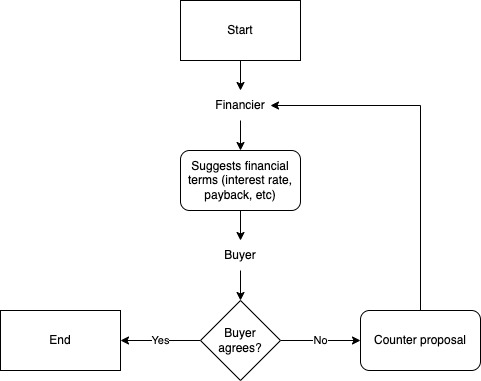 Start
Financier
Suggests financial
terms (interest rate,
payback, etc)
Buyer
Buyer
agrees?
Yes
No
End
Counter proposal